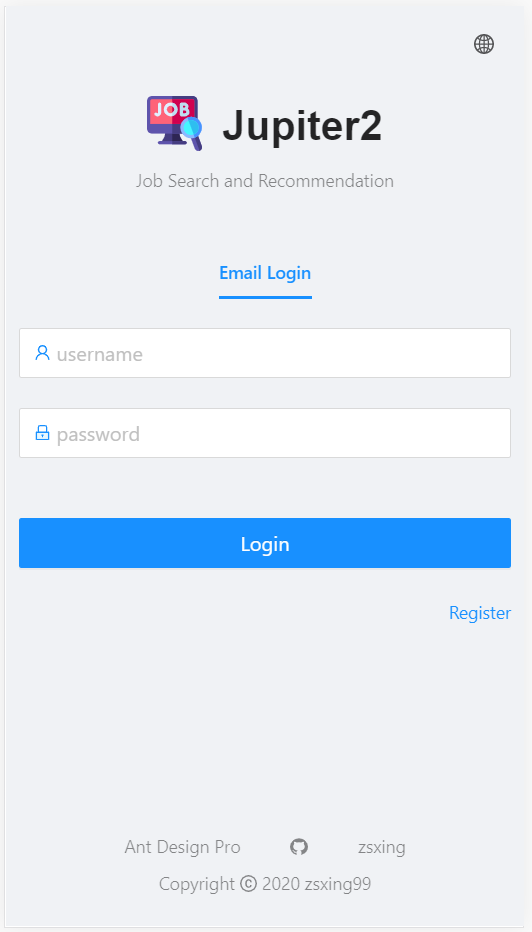 JOB
Jupiter2
Job Search and Recommendation
Email Login
username
password
Login
Register
Ant Design Pro zsxing
Copyright © 2020 zsxing99